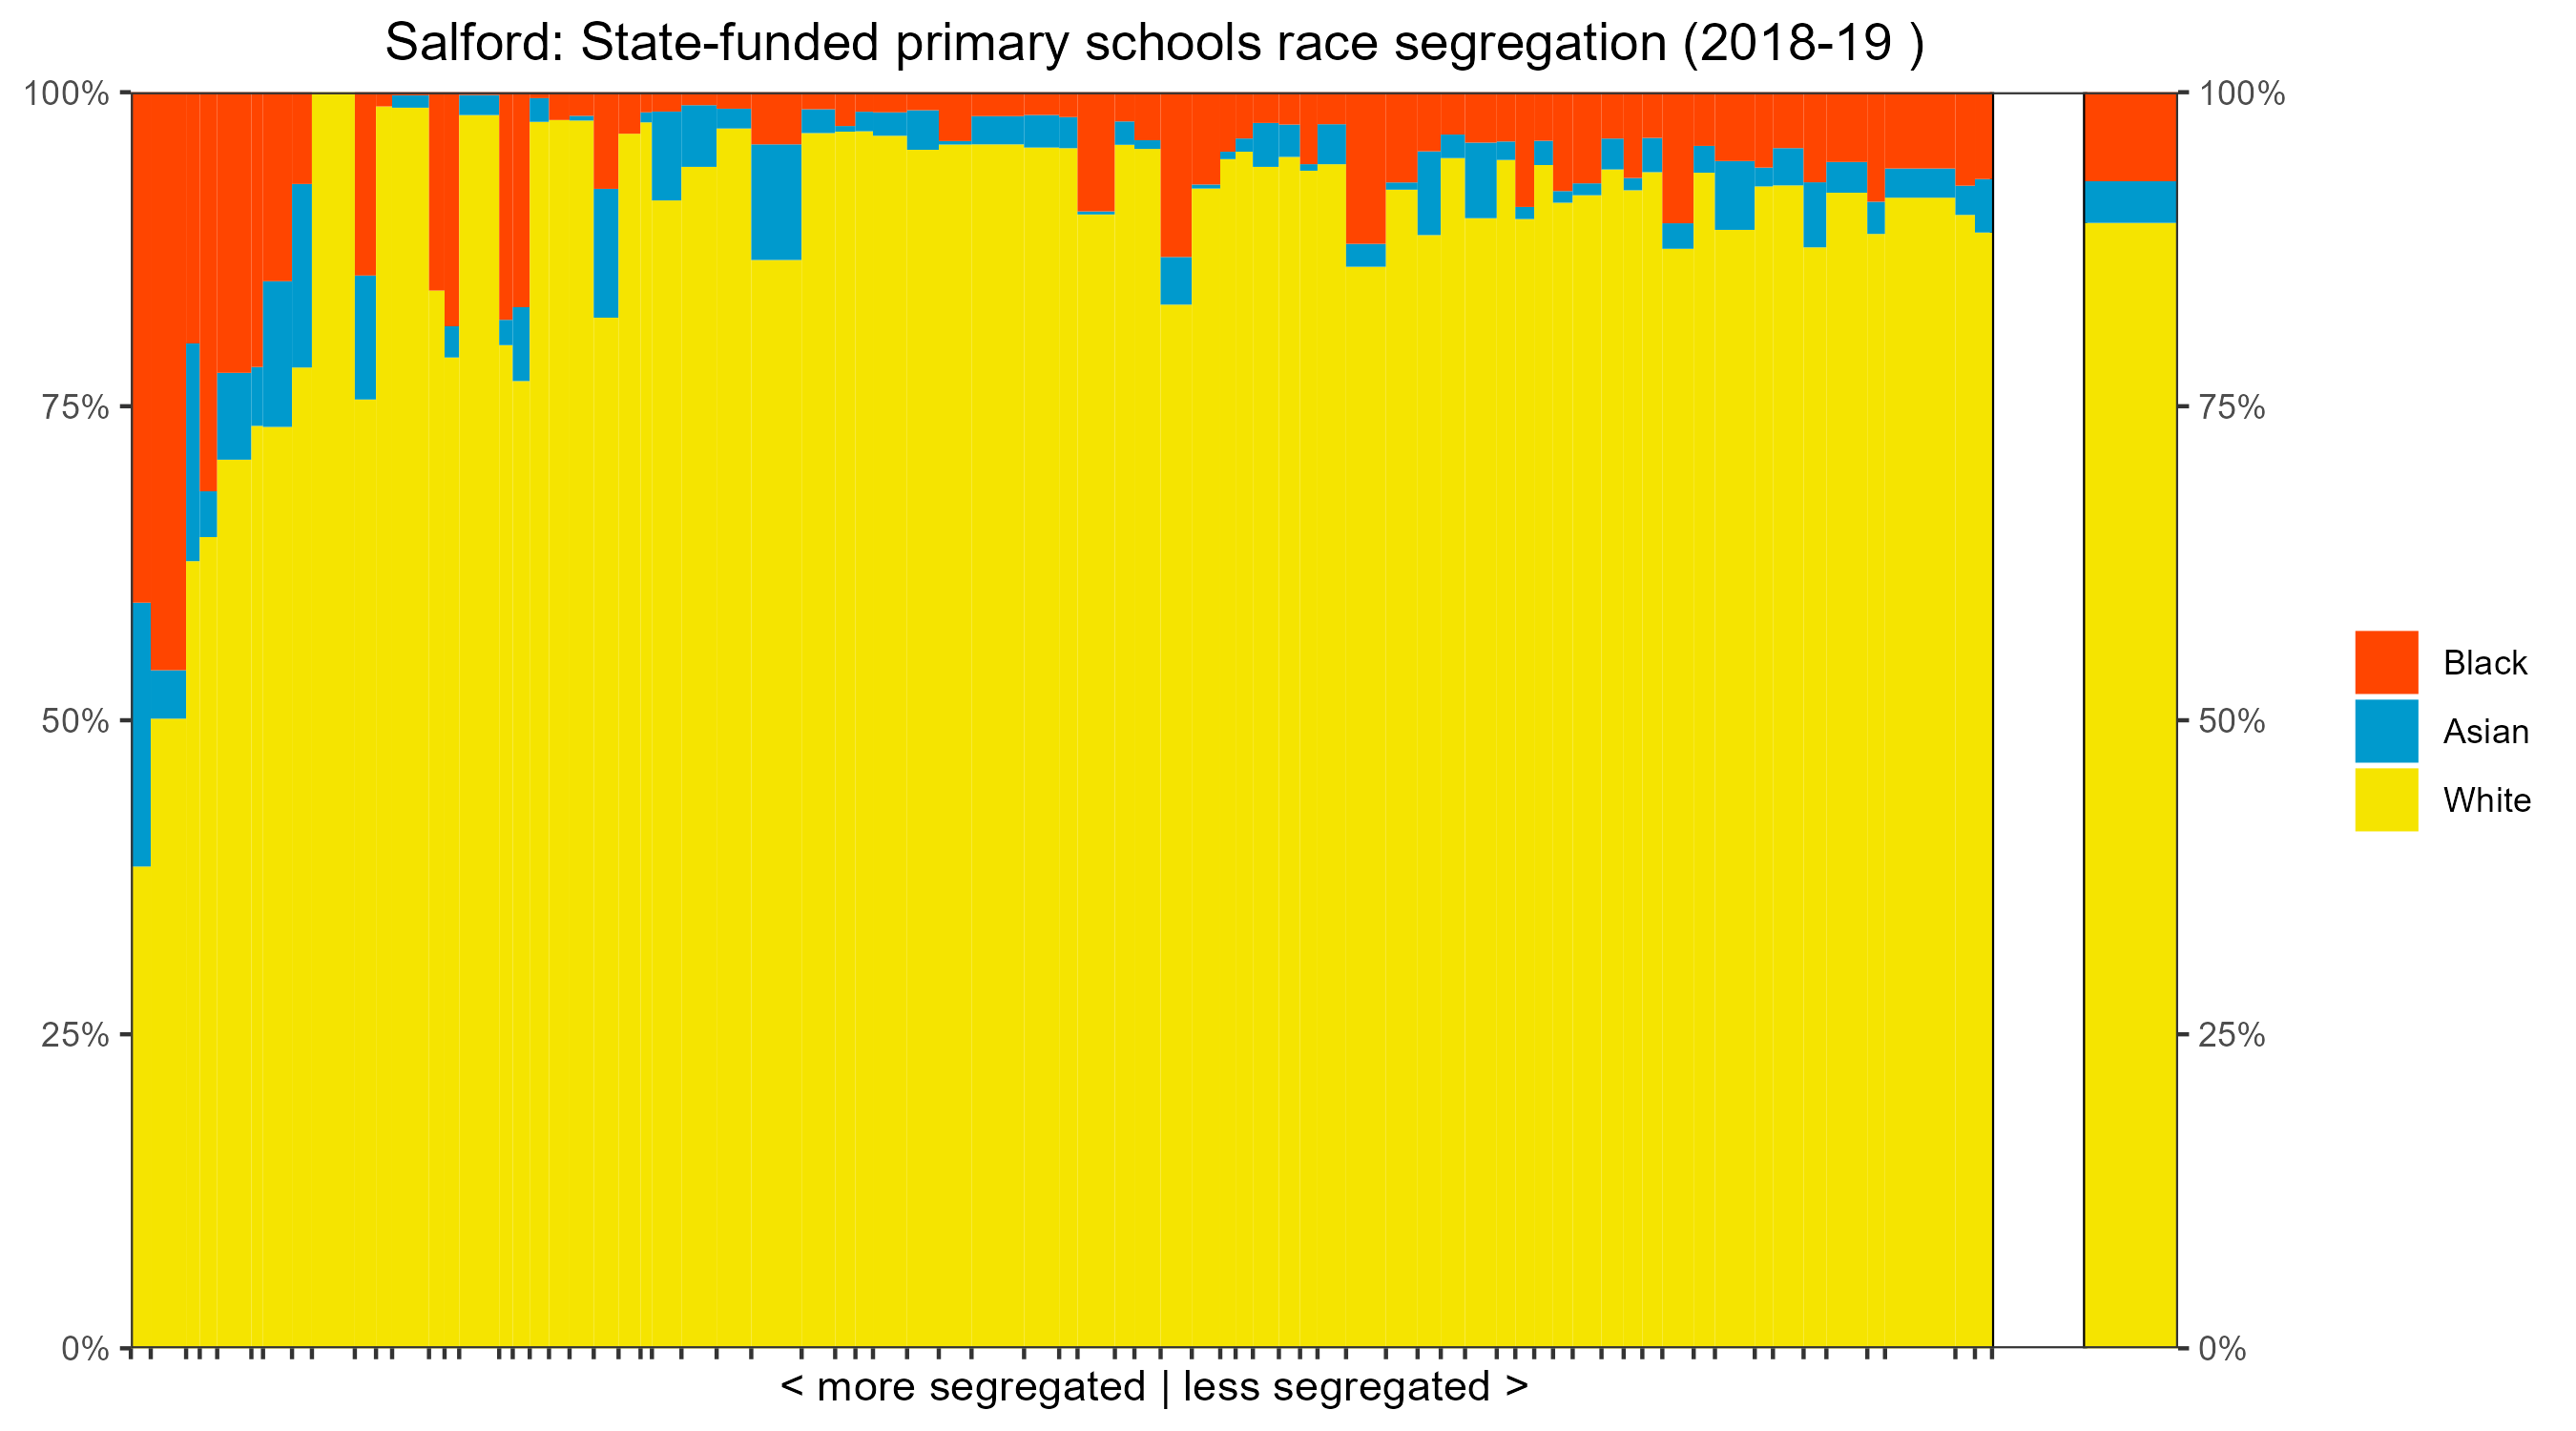 Salford: State-funded primary schools race segregation (2018-19 )
100%
75%
50%
25%
0%
100%
75%
50%
25%
0%
Black
Asian
White
< more segregated | less segregated >